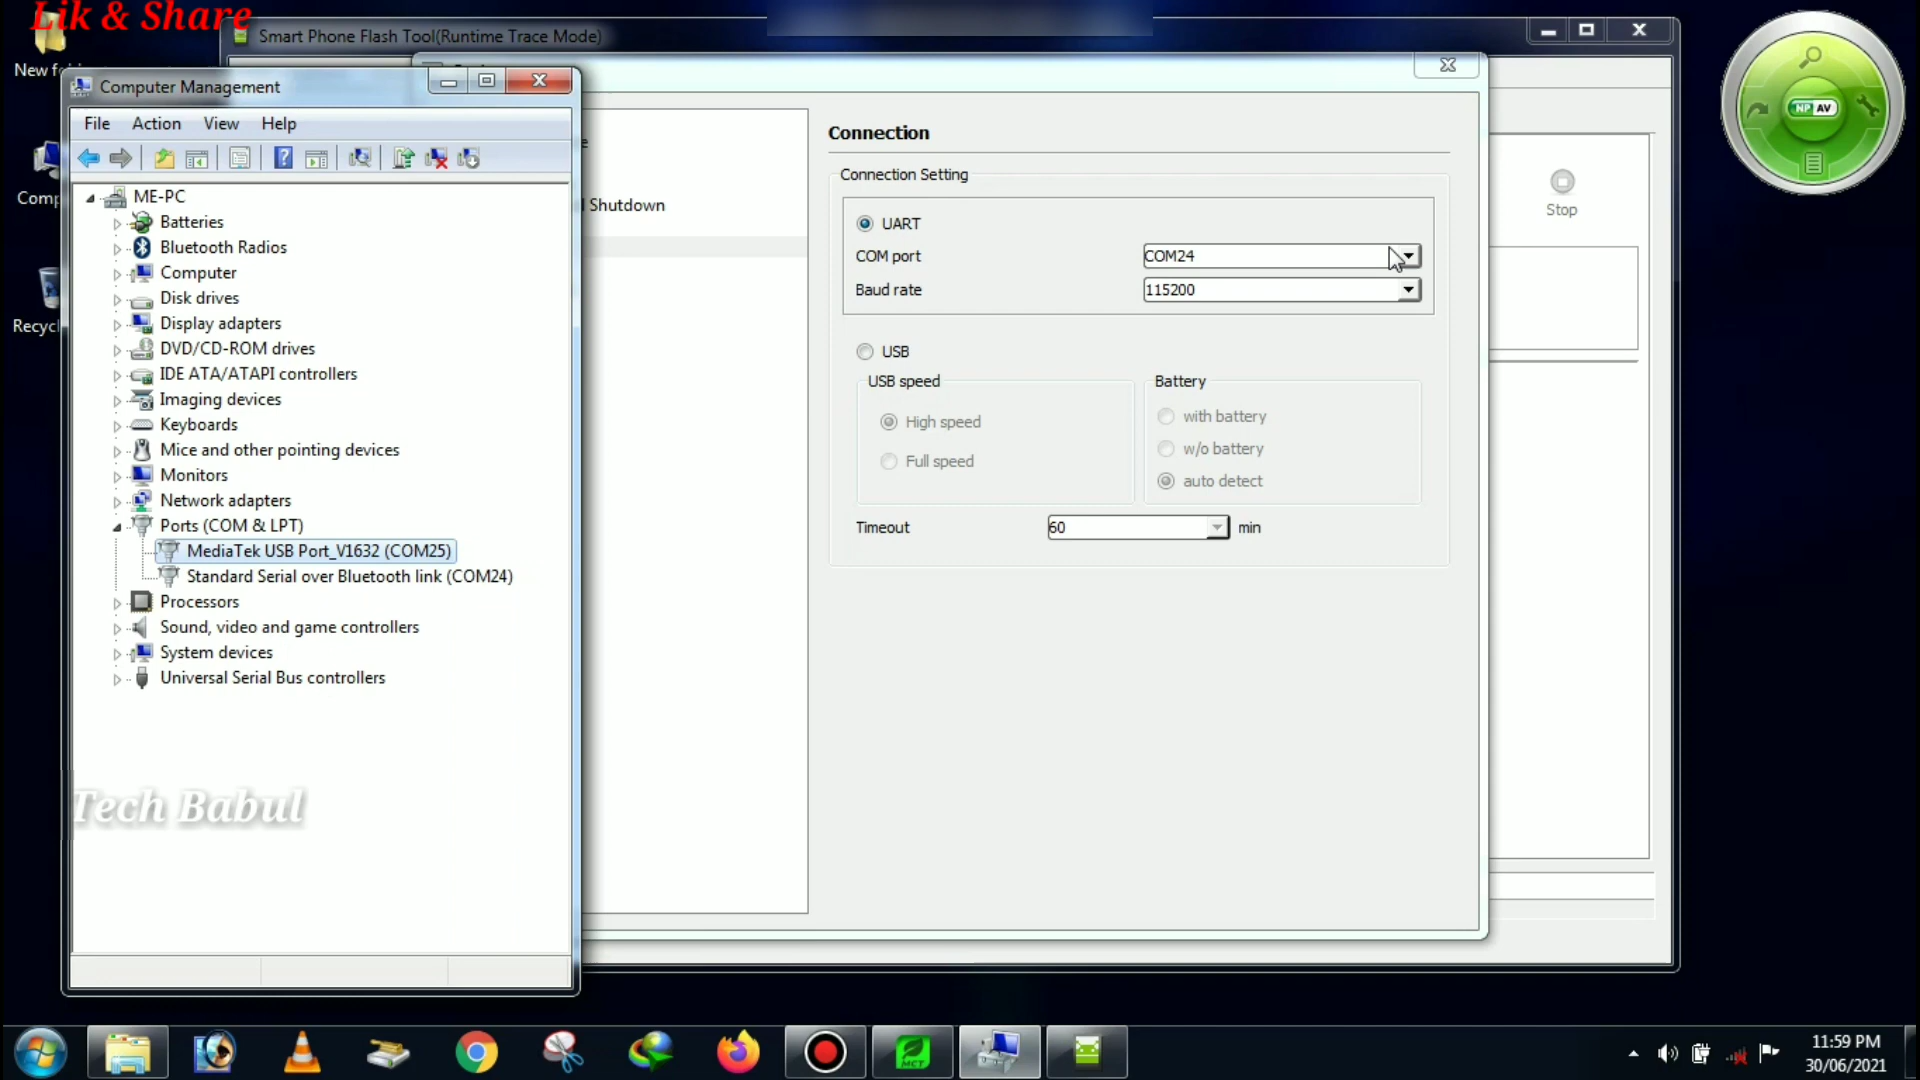 Lik & Share
New fo
Comp
Recycl
Smart Phone Flash Tool(Runtime Trace Mode)
Computer Management
File Action View Help
ME-PC
Batteries
Bluetooth Radios
Computer
Disk drives
Display adapters
DVD/CD-ROM drives
IDE ATA/ATAPI controllers
Imaging devices
Keyboards
Mice and other pointing devices
Monitors
Network adapters
Ports (COM & LPT)
MediaTek USB Port_V1632 (COM25)
Standard Serial over Bluetooth link (COM24)
Processors
Sound, video and game controllers
System devices
Universal Serial Bus controllers
Tech Babul
e
Shutdown
Connection
Connection Setting
UART
COM port COM24
Baud rate 115200
USB
USB speed
High speed
Full speed
Battery
with battery
w/o battery
auto detect
Timeout 60 min
Stop
NP AV
MCT
11:59 PM
30/06/2021